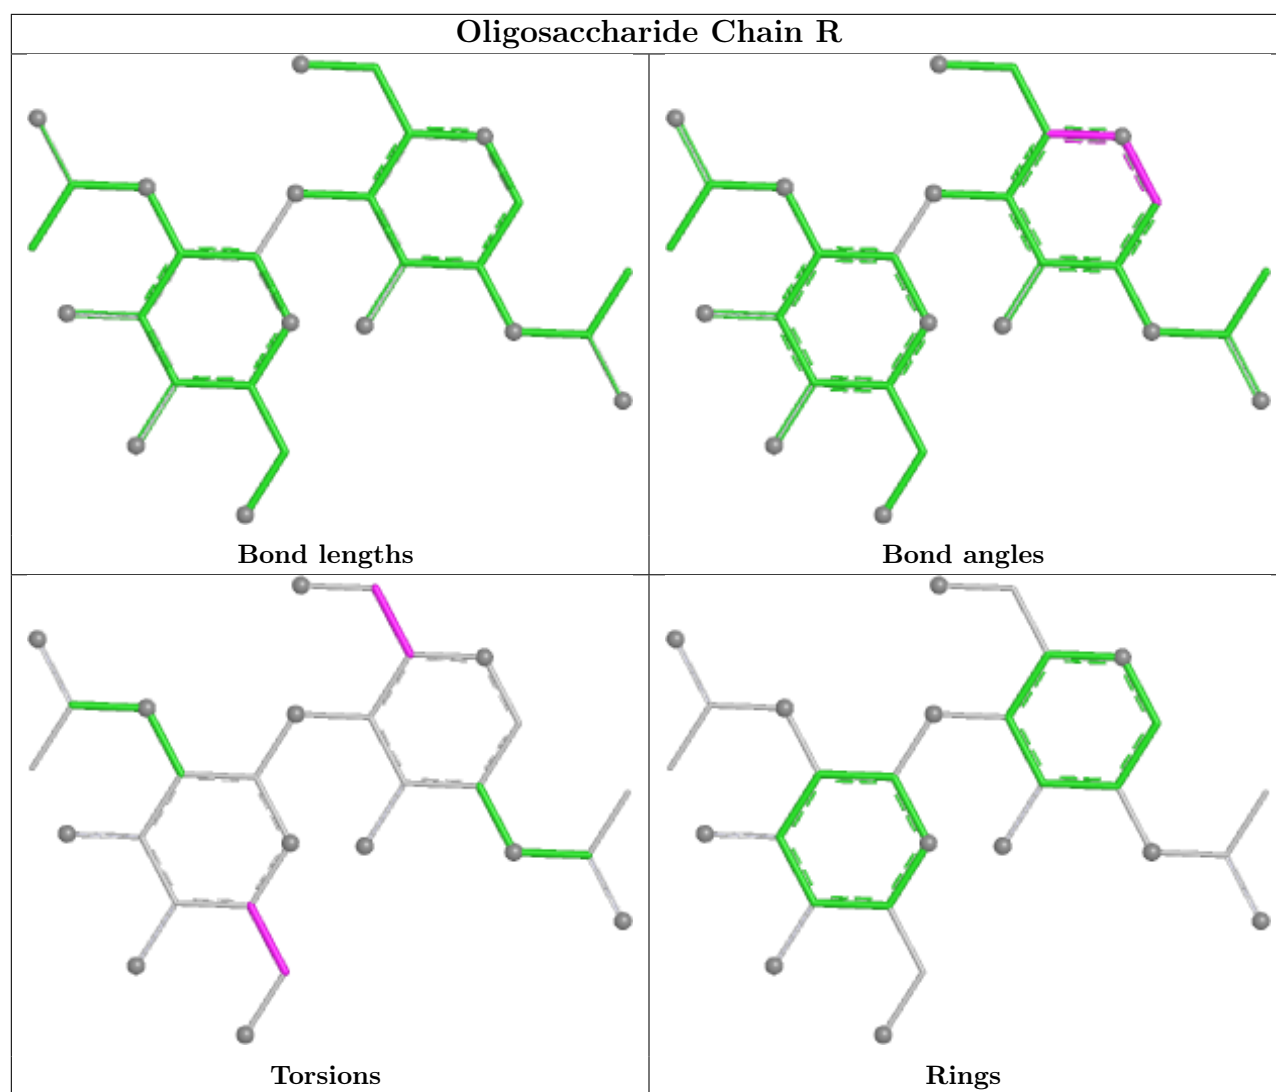 Oligosaccharide Chain R
Bond lengths
Bond angles
Torsions
Rings